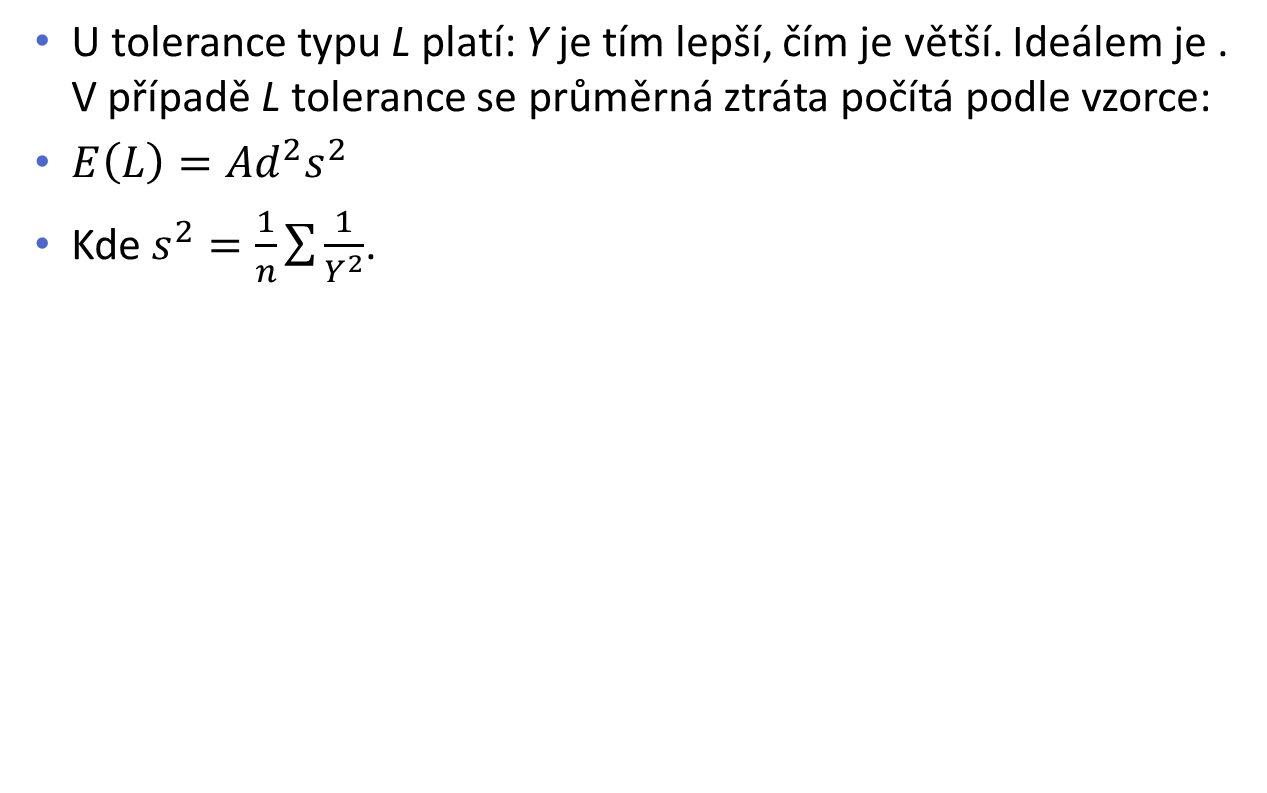 • U tolerance typu L platí: Y je tím lepší, čím je větší. Ideálem je .
V případě L tolerance se průměrná ztráta počítá podle vzorce:
• E(L) = Ad²s²
• Kde s² = 1/n ∑ 1/Y².